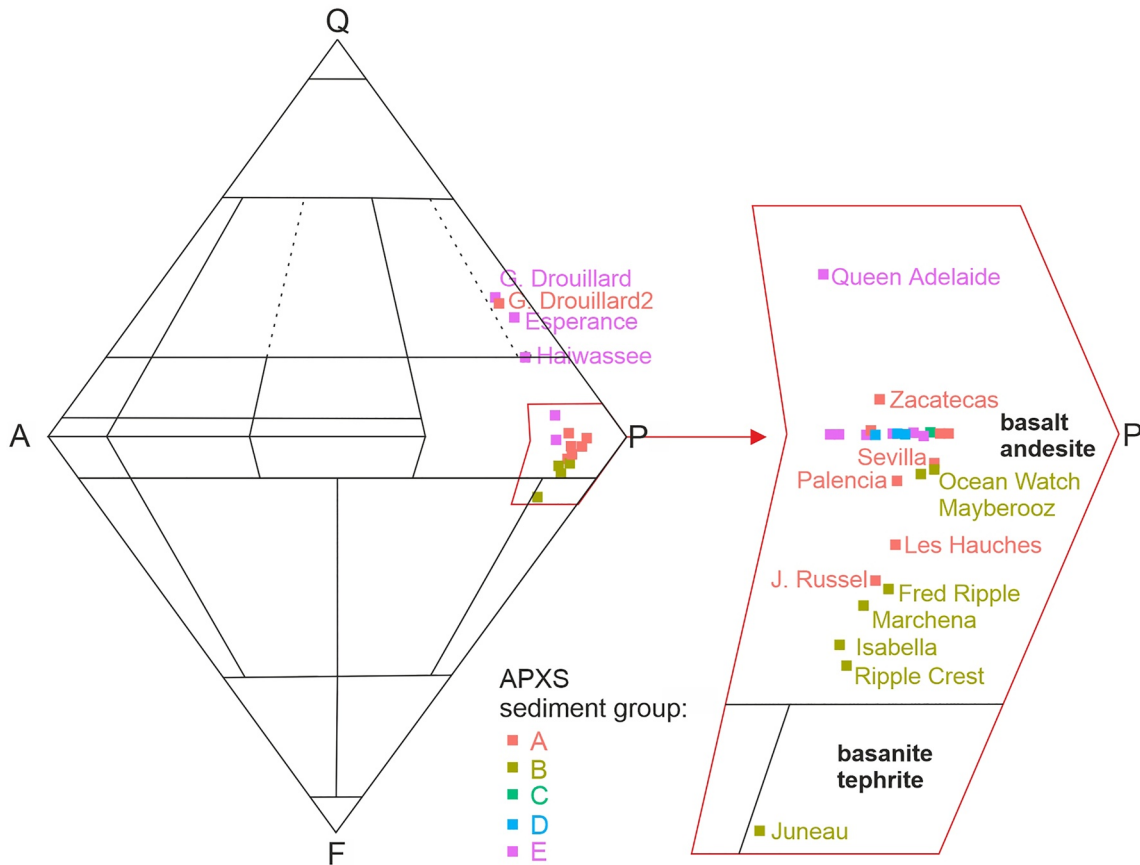 Q
G. Drouillard
G. Drouillard2
Esperance
Haiwassee
A
P
F
APXS
sediment group:
A
B
C
D
E
Queen Adelaide
Zacatecas
basalt
andesite
P
Sevilla
Palencia
Ocean Watch
Mayberooz
Les Hauches
J. Russel
Fred Ripple
Marchena
Isabella
Ripple Crest
basanite
tephrite
Juneau